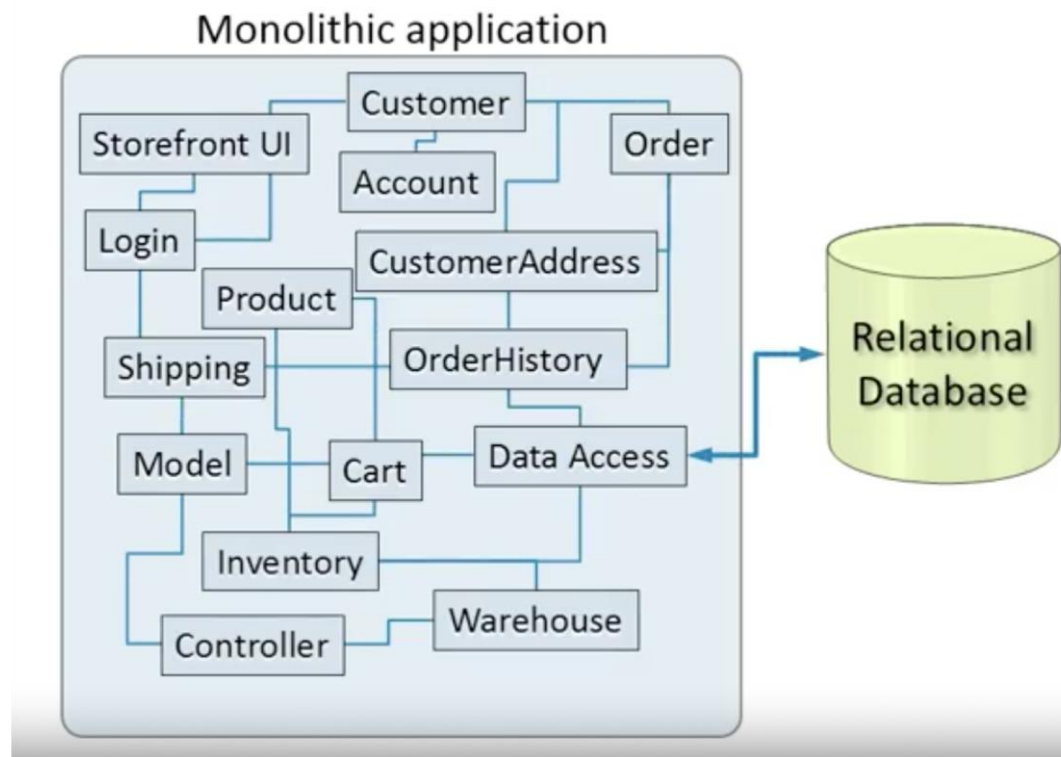 Monolithic application
Customer
Storefront UI
Order
Account
Login
CustomerAddress
Product
Relational
Database
OrderHistory
Shipping
Data Access
Model
Cart
Inventory
Warehouse
Controller